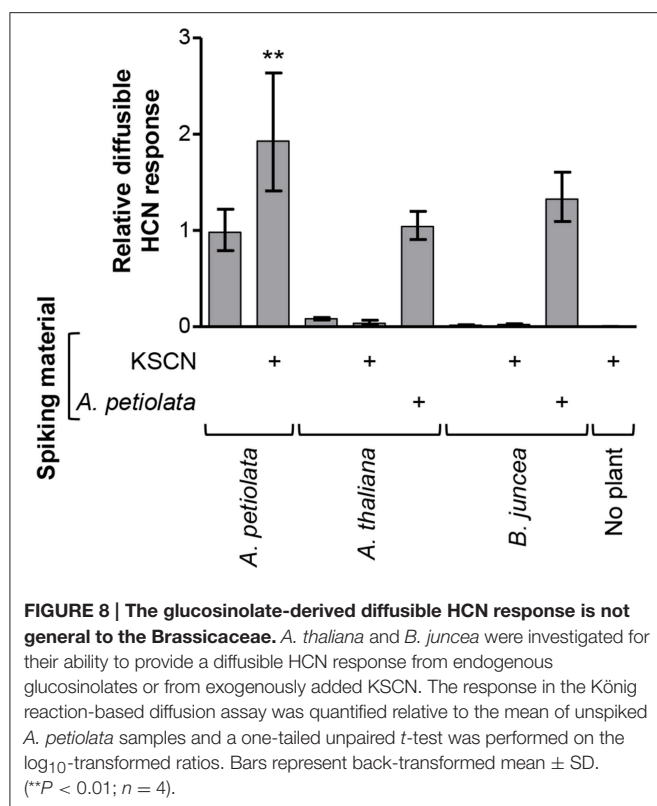 3
**
2
1
0
Relative diffusible
HCN response
Spiking material
KSCN + + + +
A. petiolata + +
A. petiolata
A. thaliana
B. juncea
No plant
FIGURE 8 | The glucosinolate-derived diffusible HCN response is not
general to the Brassicaceae. A. thaliana and B. juncea were investigated for
their ability to provide a diffusible HCN response from endogenous
glucosinolates or from exogenously added KSCN. The response in the König
reaction-based diffusion assay was quantified relative to the mean of unspiked
A. petiolata samples and a one-tailed unpaired t-test was performed on the
log10-transformed ratios. Bars represent back-transformed mean ± SD.
(**P < 0.01; n = 4).